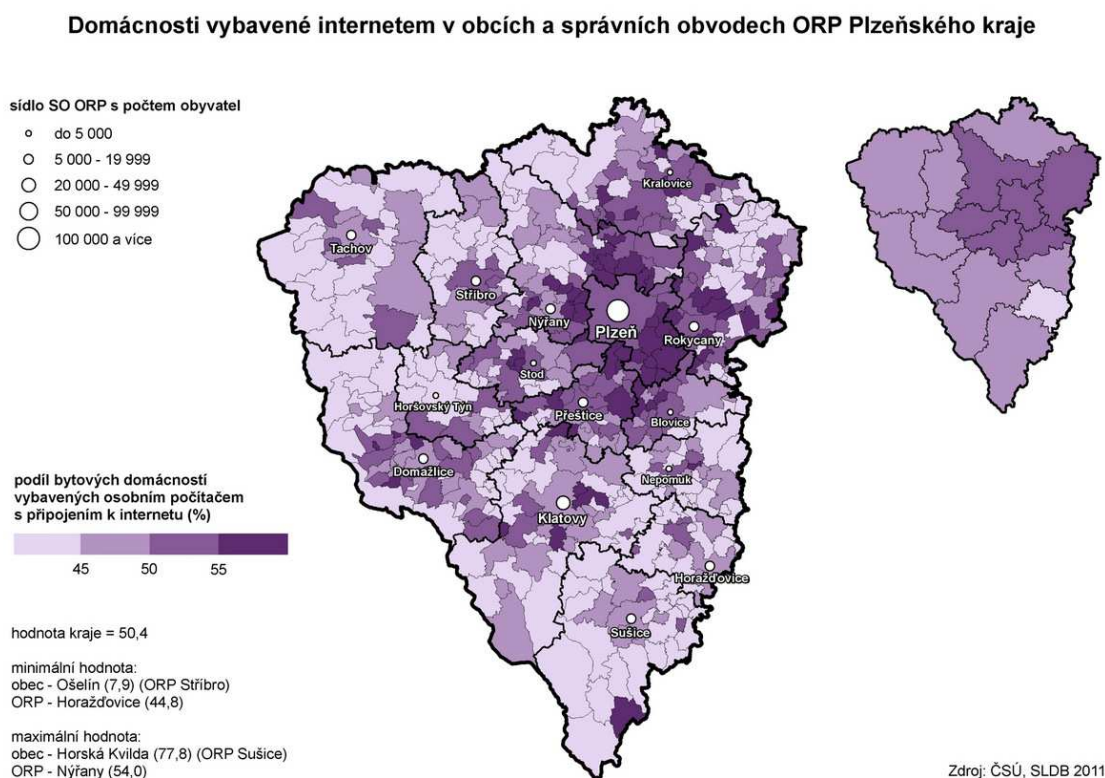 Domácnosti vybavené internetem v obcích a správních obvodech ORP Plzeňského kraje
sídlo SO ORP s počtem obyvatel
do 5 000
5 000 - 19 999
20 000 - 49 999
50 000 - 99 999
100 000 a více
Kralovice
Tachov
Stříbro
Nýřany
Plzeň
Rokycany
Stod
Horšovský Týn
Přeštice
Blovice
Domažlice
Nepomuk
Klatovy
Horažďovice
Sušice
podíl bytových domácností
vybavených osobním počítačem
s připojením k internetu (%)
45 50 55
hodnota kraje = 50,4
minimální hodnota:
obec - Ošelín (7,9) (ORP Stříbro)
ORP - Horažďovice (44,8)
maximální hodnota:
obec - Horská Kvilda (77,8) (ORP Sušice)
ORP - Nýřany (54,0)
Zdroj: ČSÚ, SLDB 2011